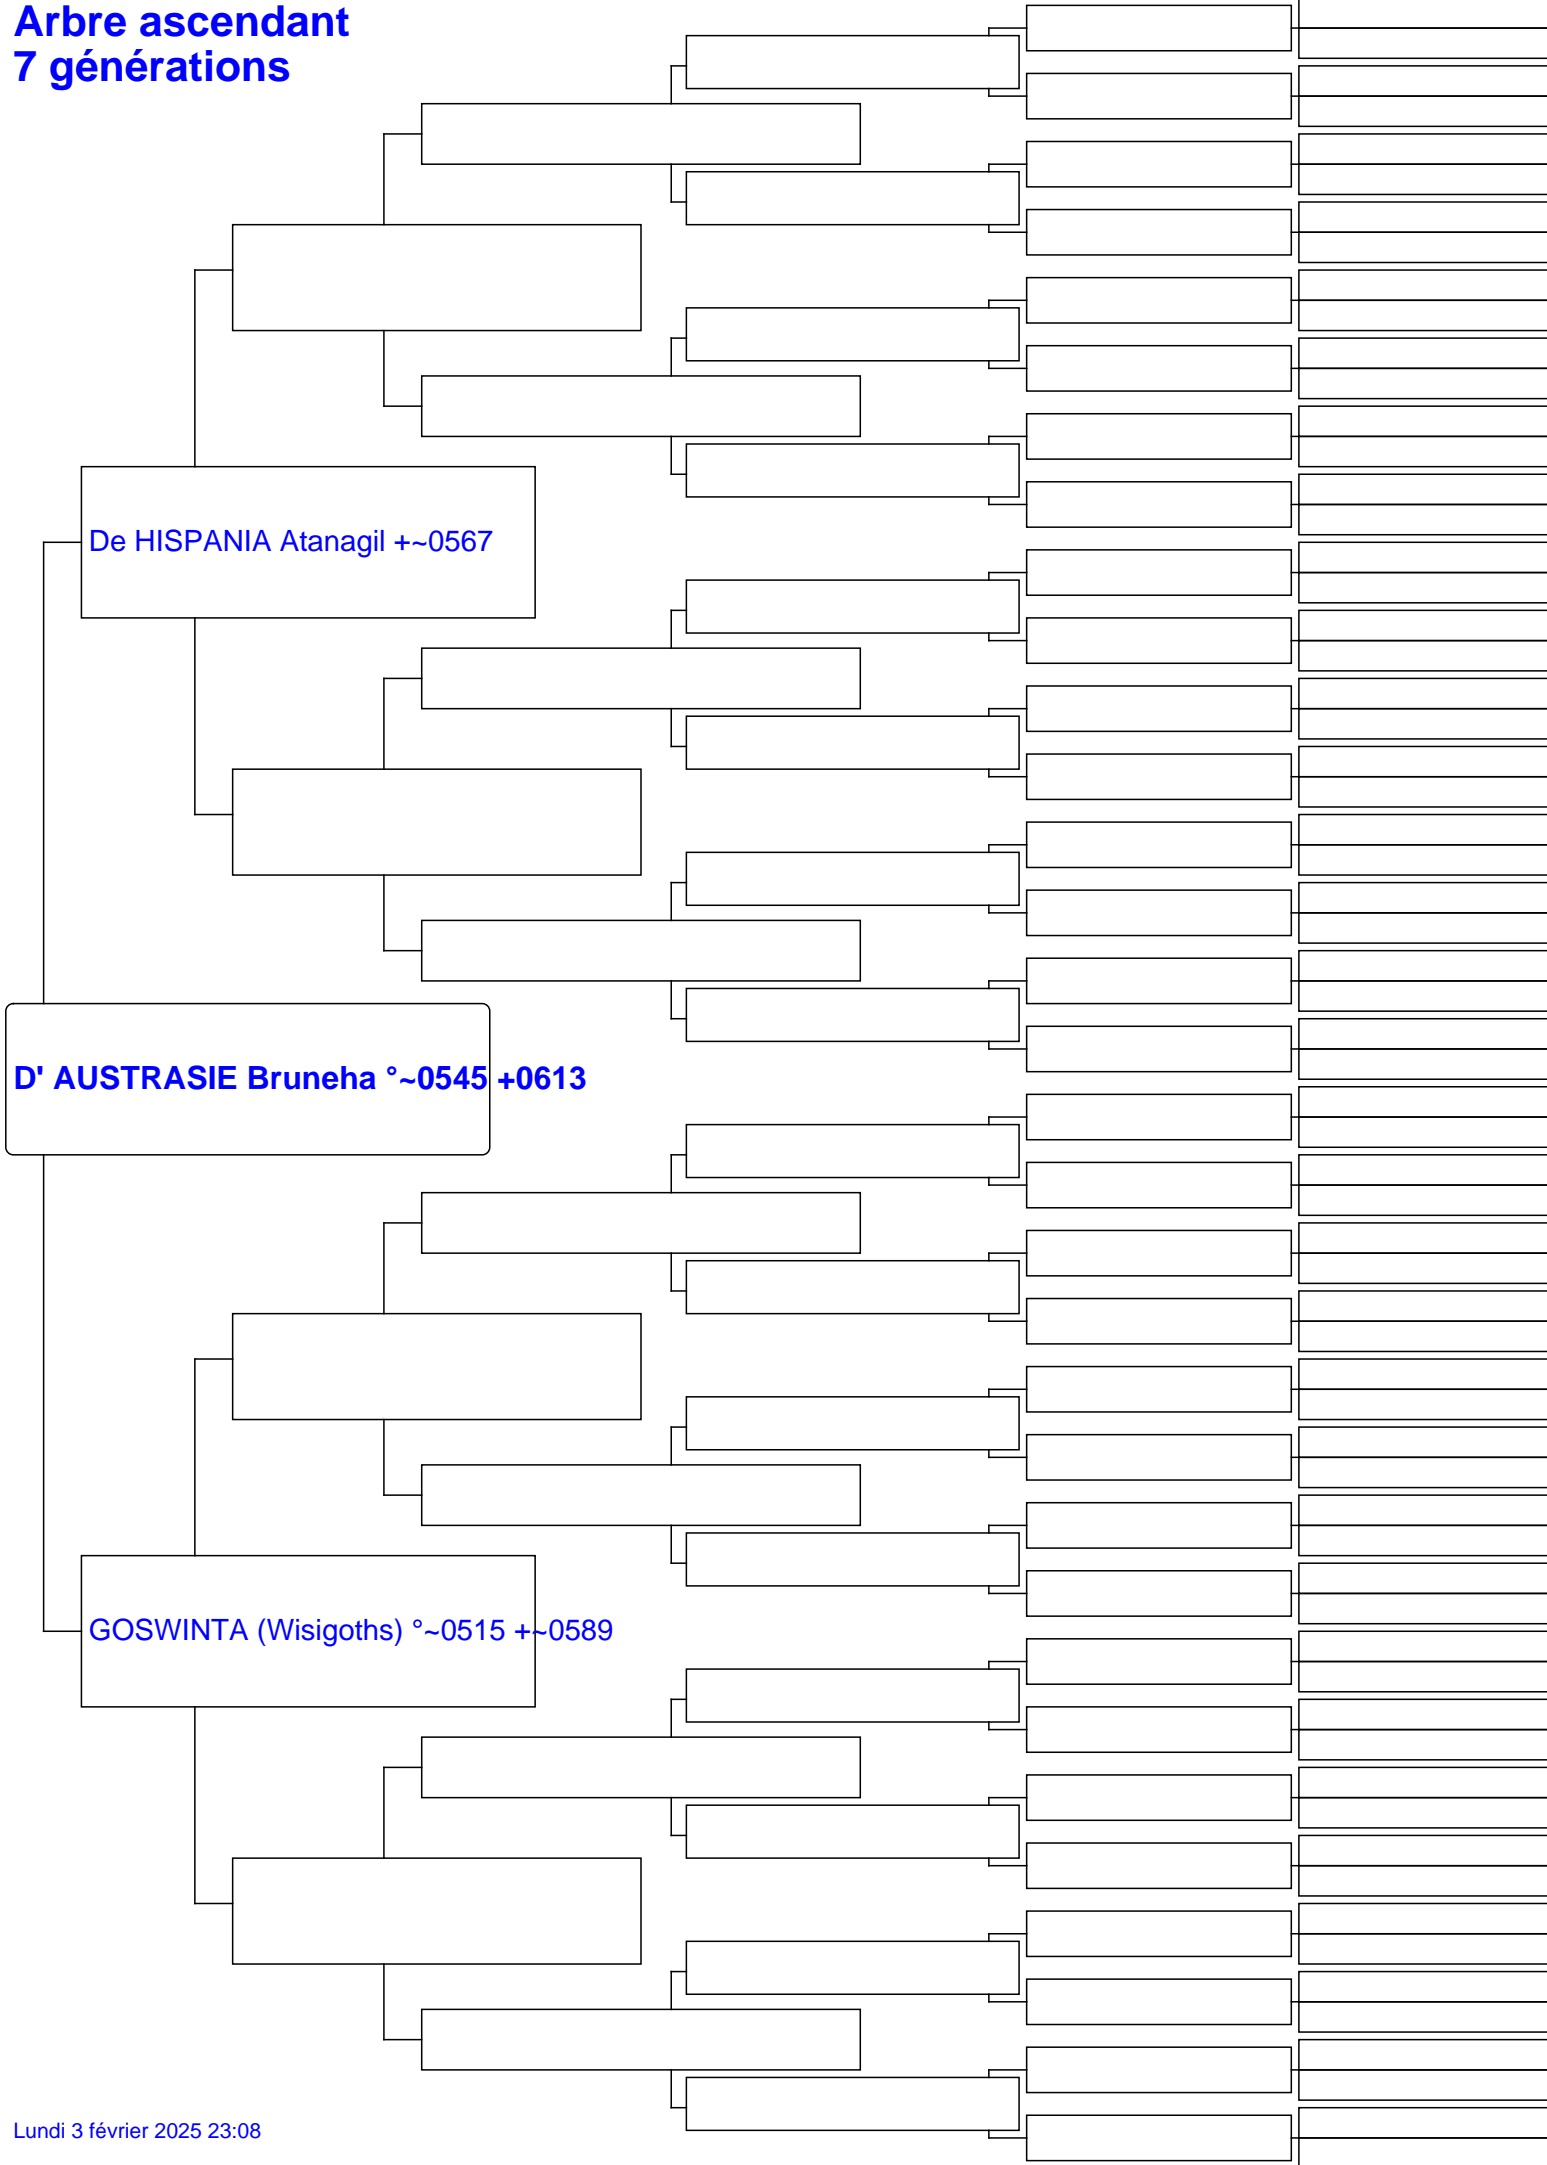 Arbre ascendant
7 générations
De HISPANIA Atanagil +~0567
D' AUSTRASIE Bruneha °~0545 +0613
GOSWINTA (Wisigoths) °~0515 +~0589
Lundi 3 février 2025 23:08